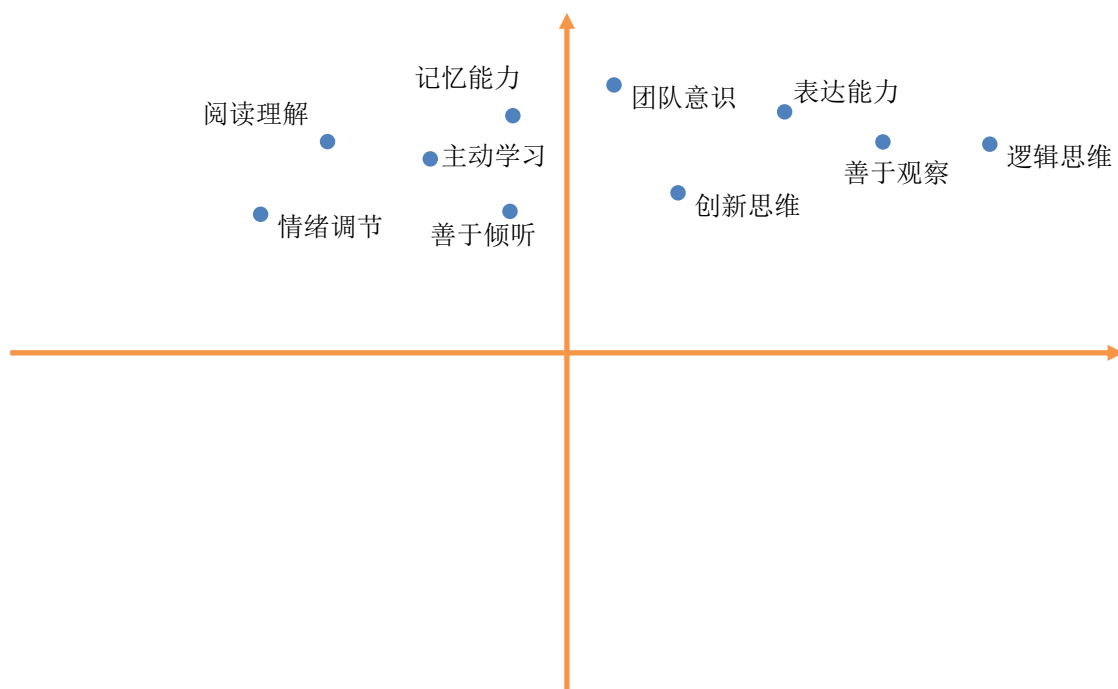 记忆能力
团队意识
表达能力
阅读理解
主动学习
善于观察
逻辑思维
创新思维
情绪调节
善于倾听